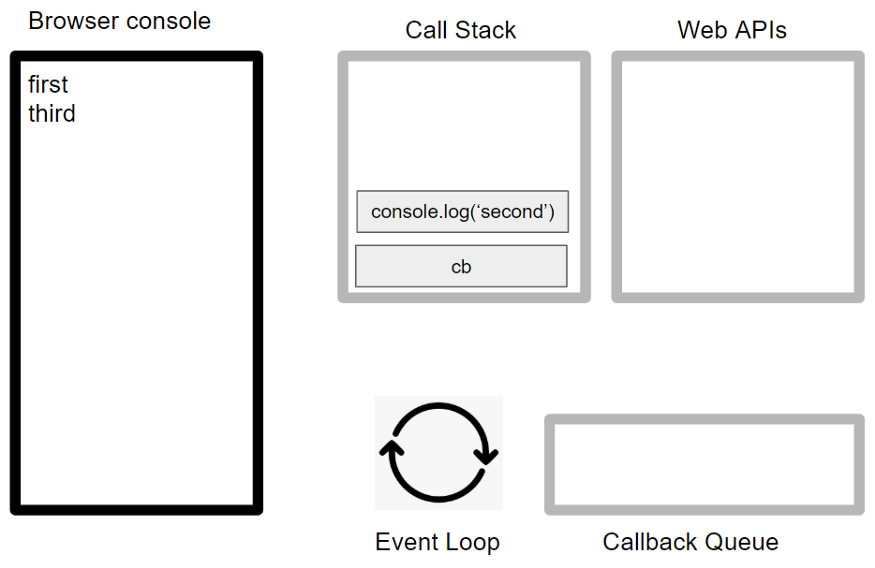 Browser console
Call Stack
Web APIs
first
third
console.log(‘second’)
cb
Event Loop
Callback Queue